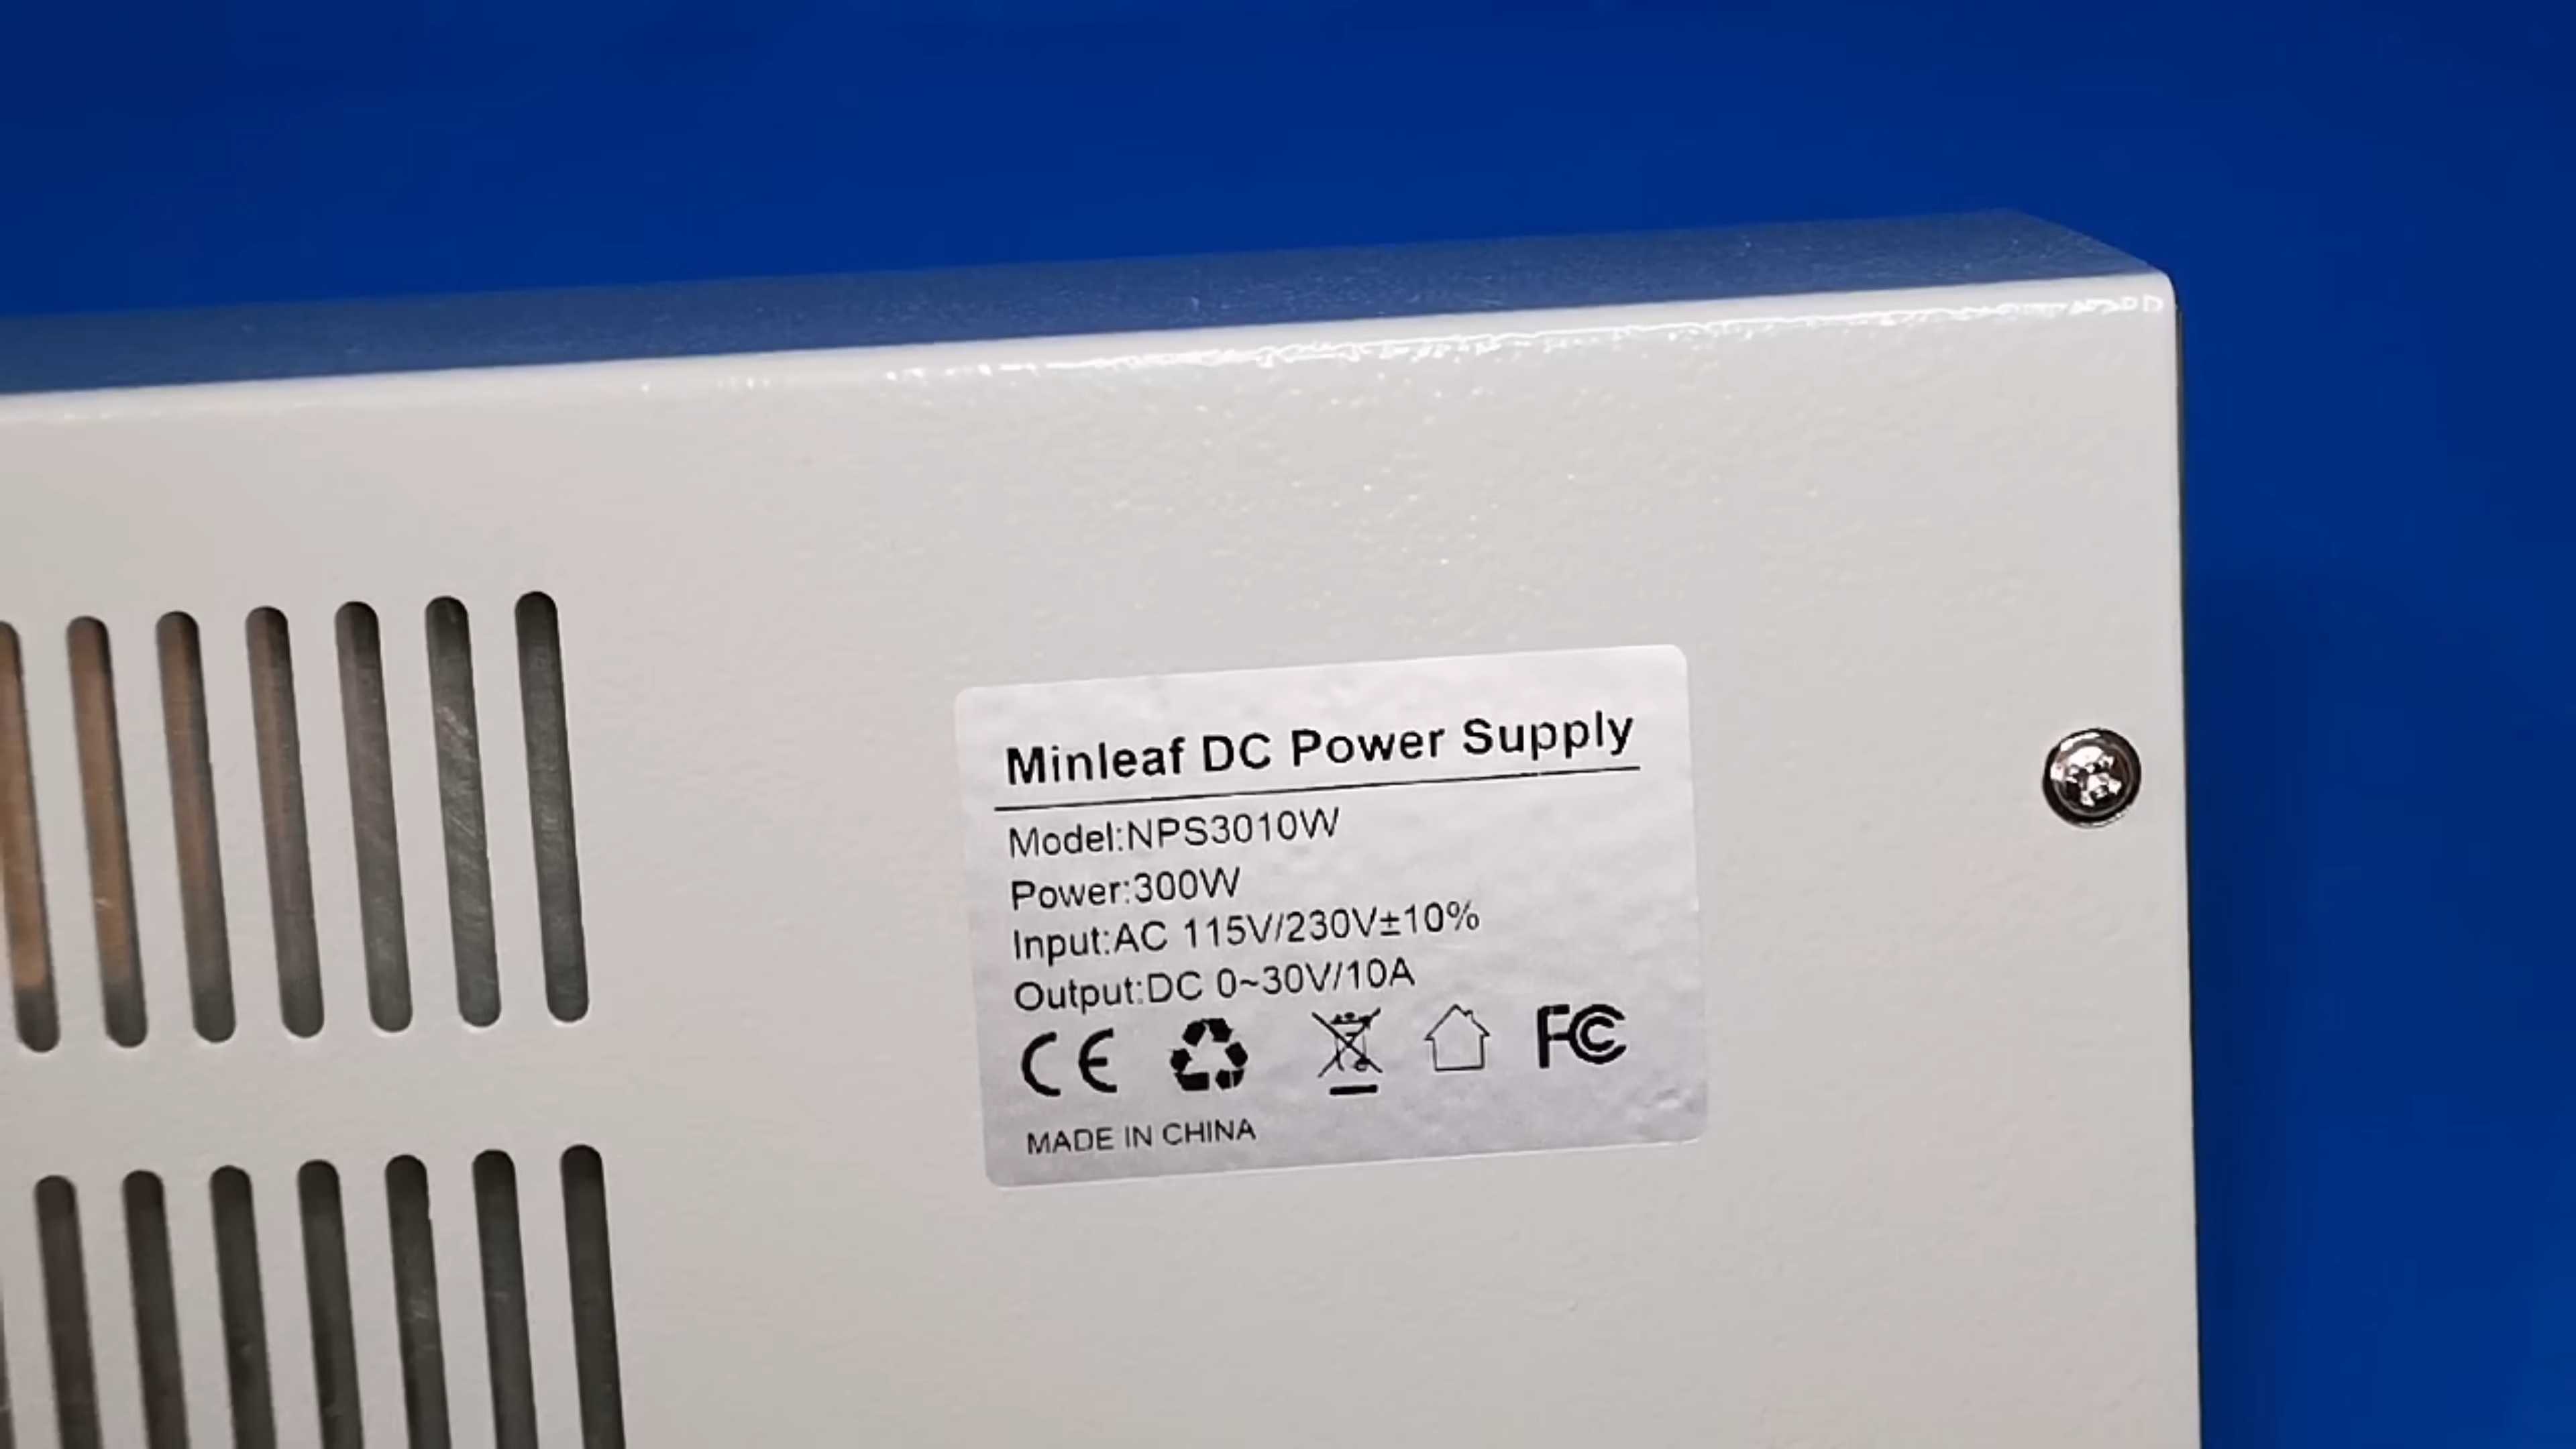 Minleaf DC Power Supply
Model:NPS3010W
Power:300W
Input:AC 115V/230V±10%
Output:DC 0~30V/10A
CE FC
MADE IN CHINA